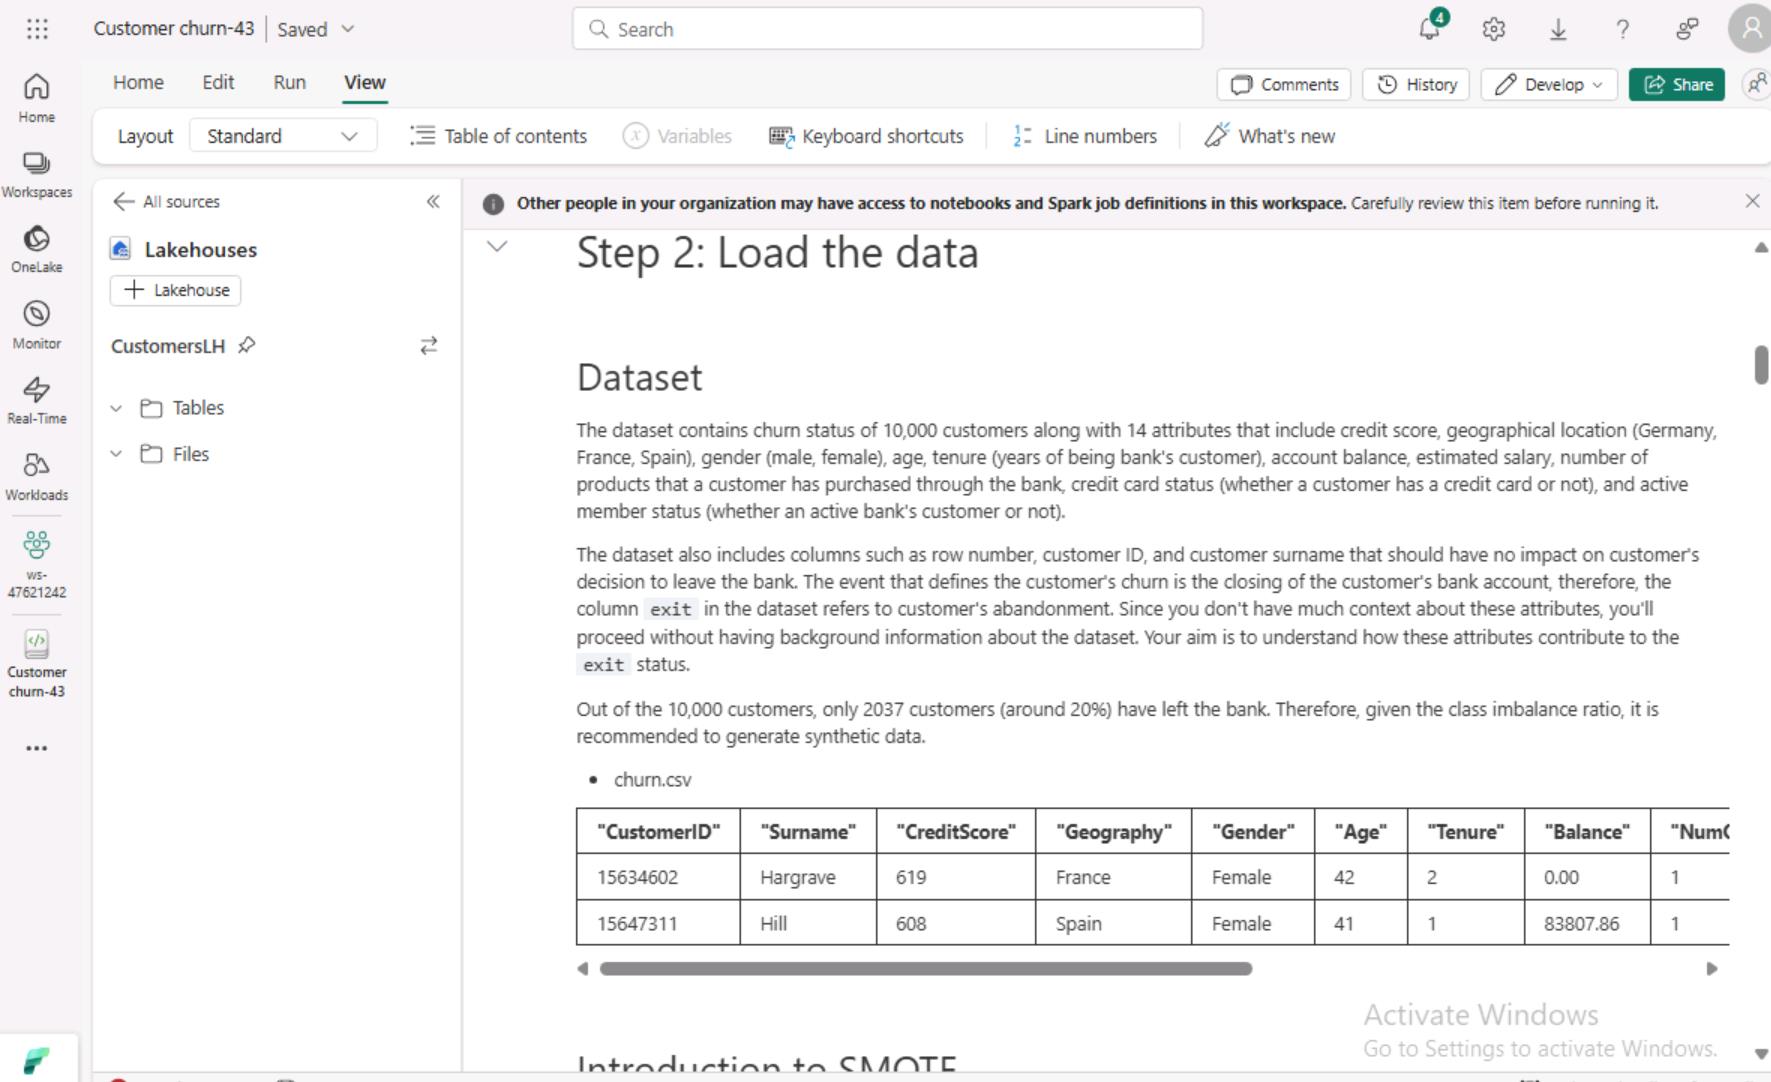 Customer churn-43 | Saved
Search
4
Home
Edit
Run
View
Comments
History
Develop
Share
Layout
Standard
Table of contents
Variables
Keyboard shortcuts
Line numbers
What's new
Home
Workspaces
OneLake
Monitor
Real-Time
Workloads
ws-
47621242
Customer
churn-43
All sources
Lakehouses
Lakehouse
CustomersLH
Tables
Files
Other people in your organization may have access to notebooks and Spark job definitions in this workspace. Carefully review this item before running it.
Step 2: Load the data
Dataset
The dataset contains churn status of 10,000 customers along with 14 attributes that include credit score, geographical location (Germany,
France, Spain), gender (male, female), age, tenure (years of being bank's customer), account balance, estimated salary, number of
products that a customer has purchased through the bank, credit card status (whether a customer has a credit card or not), and active
member status (whether an active bank's customer or not).
The dataset also includes columns such as row number, customer ID, and customer surname that should have no impact on customer's
decision to leave the bank. The event that defines the customer's churn is the closing of the customer's bank account, therefore, the
column exit in the dataset refers to customer's abandonment. Since you don't have much context about these attributes, you'll
proceed without having background information about the dataset. Your aim is to understand how these attributes contribute to the
exit status.
Out of the 10,000 customers, only 2037 customers (around 20%) have left the bank. Therefore, given the class imbalance ratio, it is
recommended to generate synthetic data.
• churn.csv
"CustomerID" "Surname" "CreditScore" "Geography" "Gender" "Age" "Tenure" "Balance"
15634602 Hargrave 619 France Female 42 2 0.00 1
15647311 Hill 608 Spain Female 41 1 83807.86 1
Introduction to SMOTE
Activate Windows
Go to Settings to activate Windows.